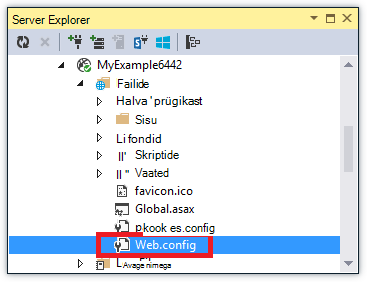 Server Explorer
MyExample6442
Failide
Halva 'prügikast
Sisu
Li fondid
Skriptide
Vaated
favicon.ico
Global.asax
pkook es.config
Web.config
Avage nimega